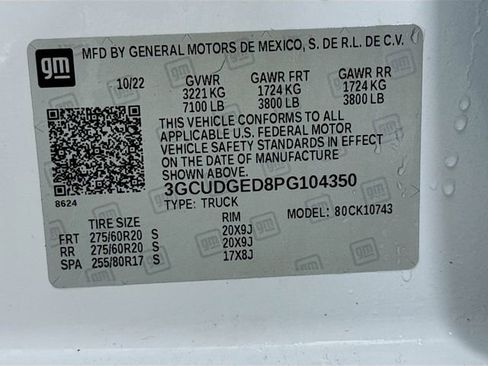 gm
MFD BY GENERAL MOTORS DE MEXICO, S. DE R.L. DE C.V.
10/22 GVWR GAWR FRT GAWR RR
3221 KG 1724 KG 1724 KG
7100 LB 3800 LB 3800 LB
THIS VEHICLE CONFORMS TO ALL
APPLICABLE U.S. FEDERAL MOTOR
VEHICLE SAFETY STANDARDS IN EFFECT
ON THE DATE OF MANUFACTURE
SHOWN ABOVE.
3GCUDGED8PG104350
8624
TYPE: TRUCK
MODEL: 80CK10743
TIRE SIZE RIM
FRT 275/60R20 S 20X9J
RR 275/60R20 S 20X9J
SPA 255/80R17 S 17X8J